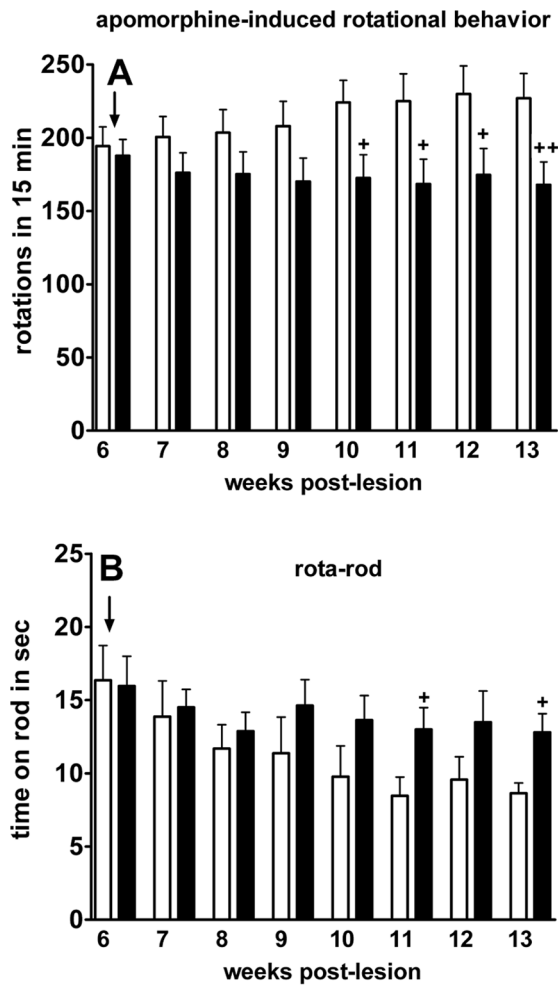 apomorphine-induced rotational behavior
A
rotations in 15 min
250
200
150
100
50
0
+ + + ++
6 7 8 9 10 11 12 13
weeks post-lesion
B
rota-rod
time on rod in sec
25
20
15
10
5
0
+ +
6 7 8 9 10 11 12 13
weeks post-lesion